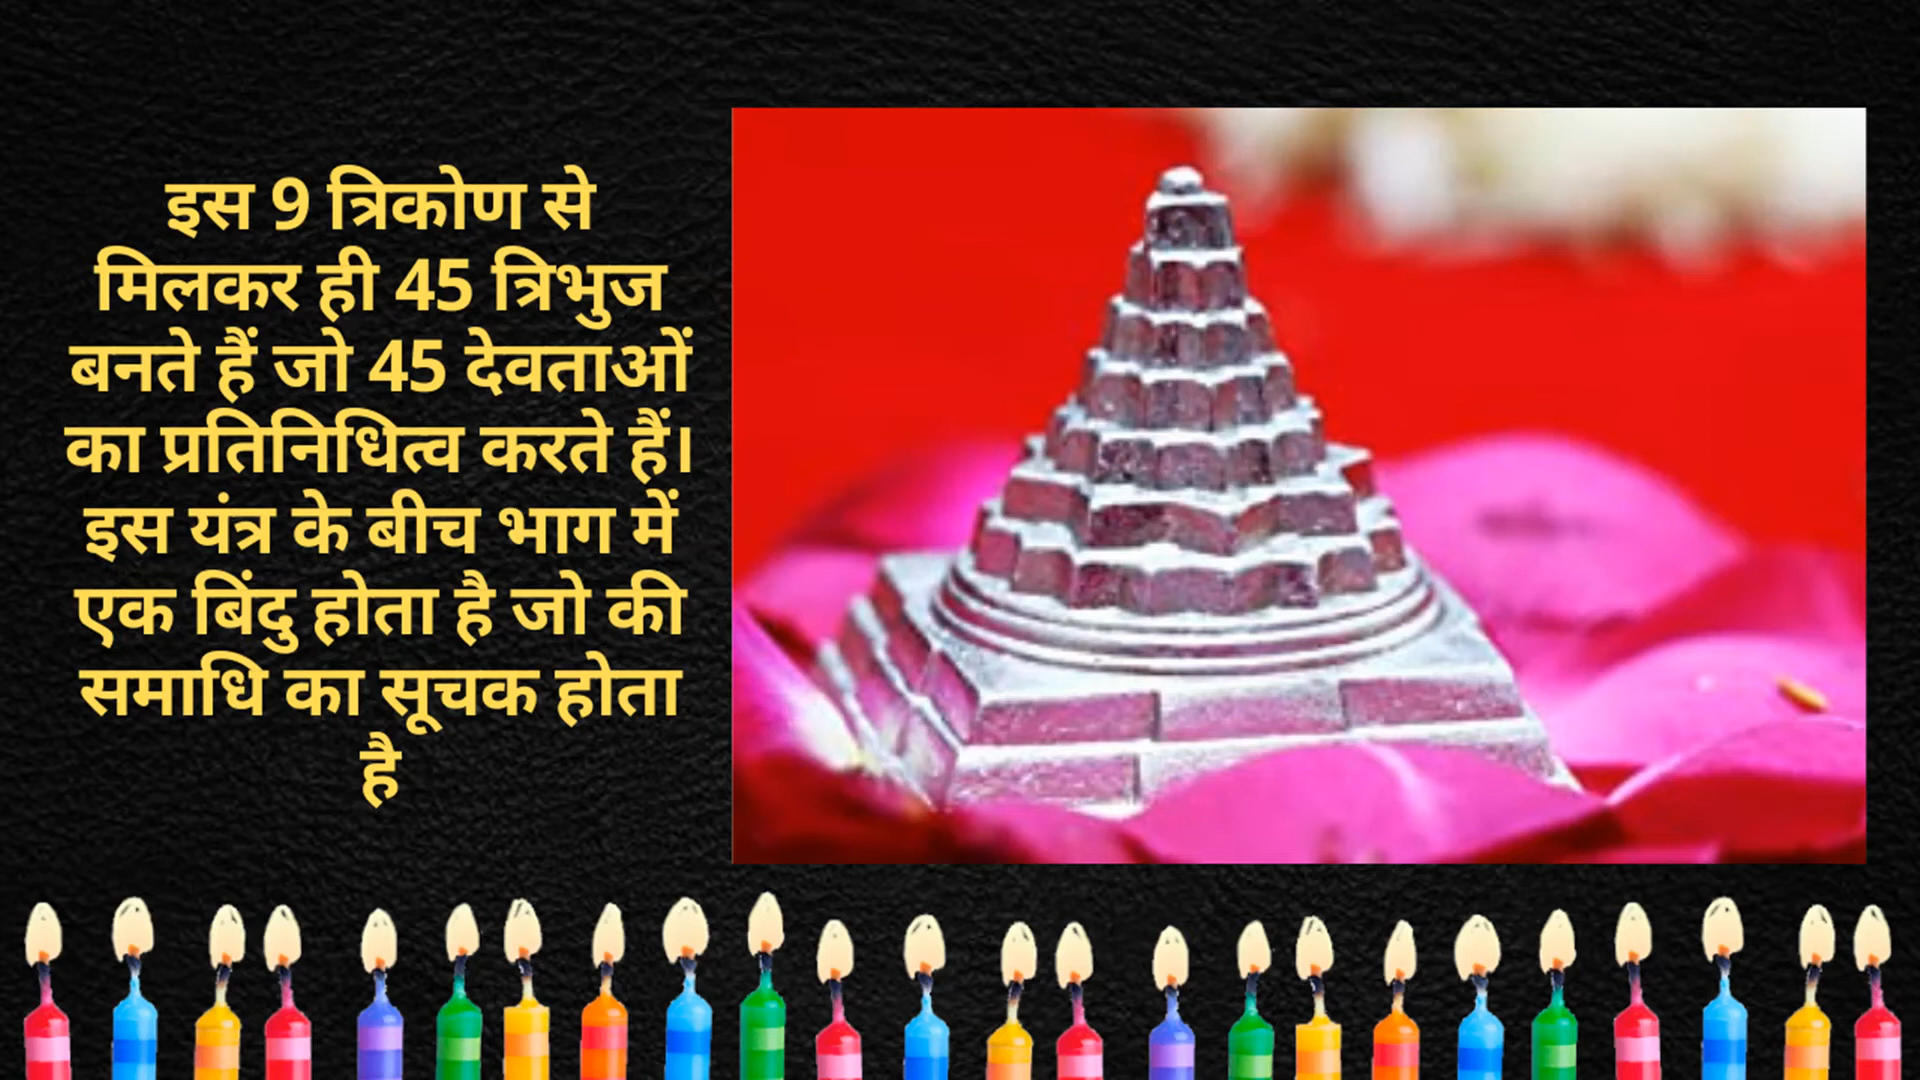 इस 9 त्रिकोण से
मिलकर ही 45 त्रिभुज
बनते हैं जो 45 देवताओं
का प्रतिनिधित्व करते हैं।
इस यंत्र के बीच भाग में
एक बिंदु होता है जो की
समाधि का सूचक होता
है